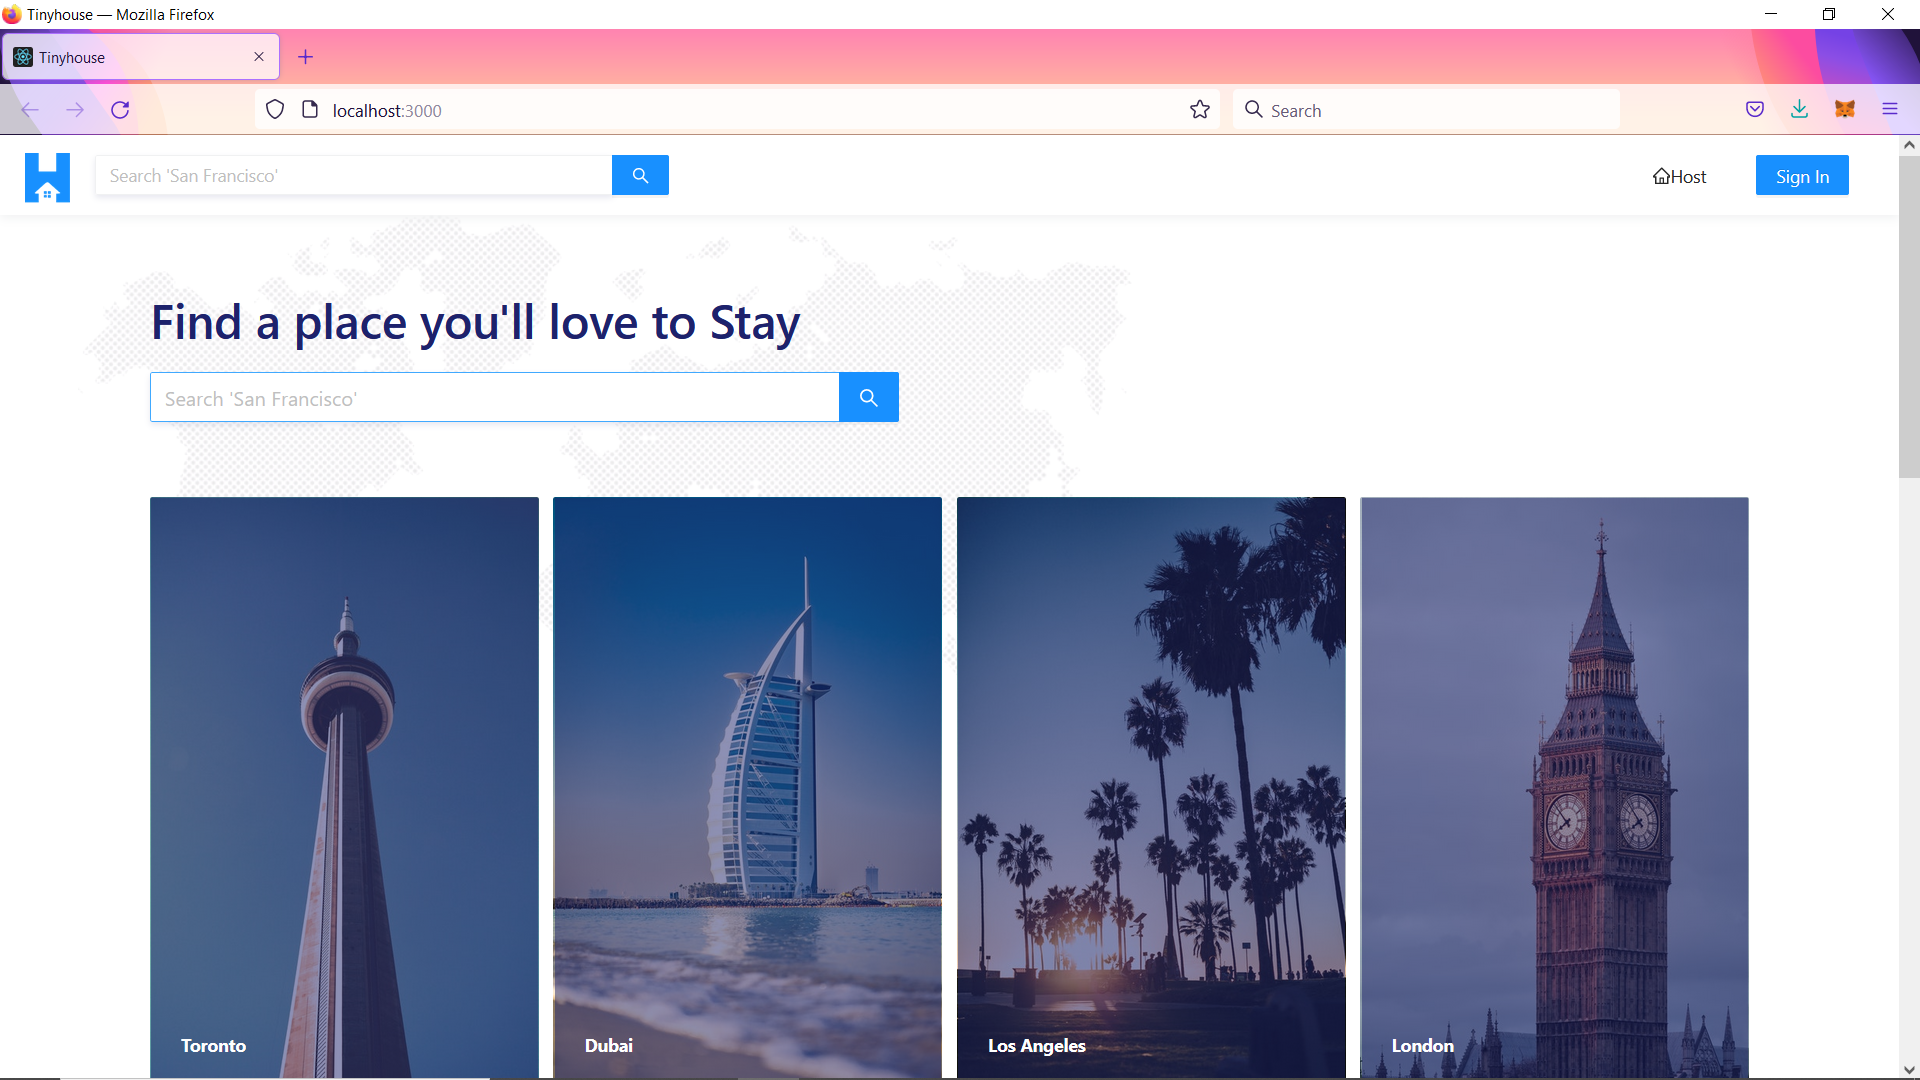 Tinyhouse — Mozilla Firefox
Tinyhouse
localhost:3000
Search
Search 'San Francisco'
Host
Sign In
Find a place you'll love to Stay
Search 'San Francisco'
Toronto
Dubai
Los Angeles
London